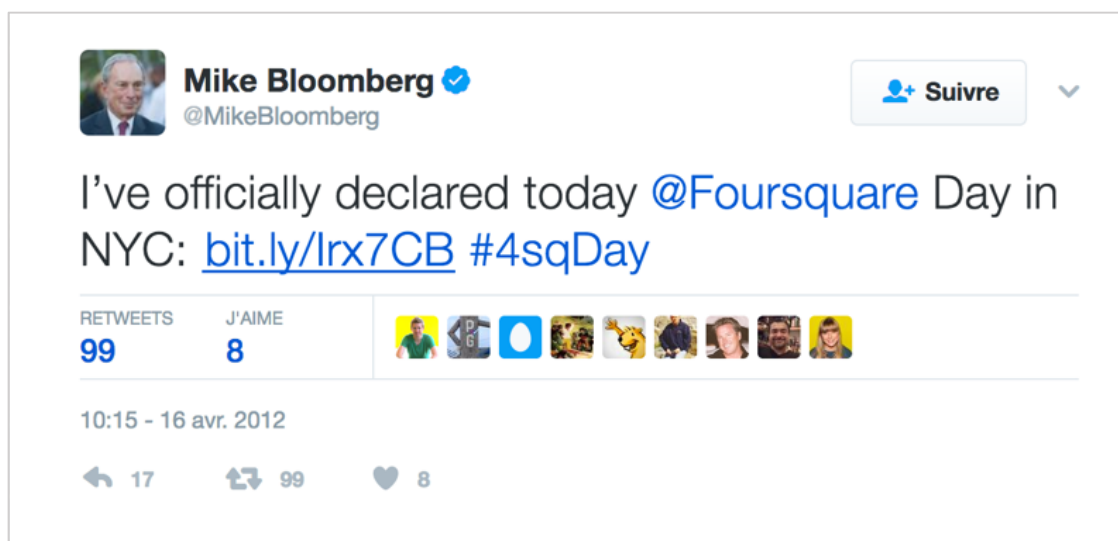 Mike Bloomberg
@MikeBloomberg
Suivre
I’ve officially declared today @Foursquare Day in
NYC: bit.ly/Irx7CB #4sqDay
RETWEETS J'AIME
99 8
PG
10:15 - 16 avr. 2012
17 99 8